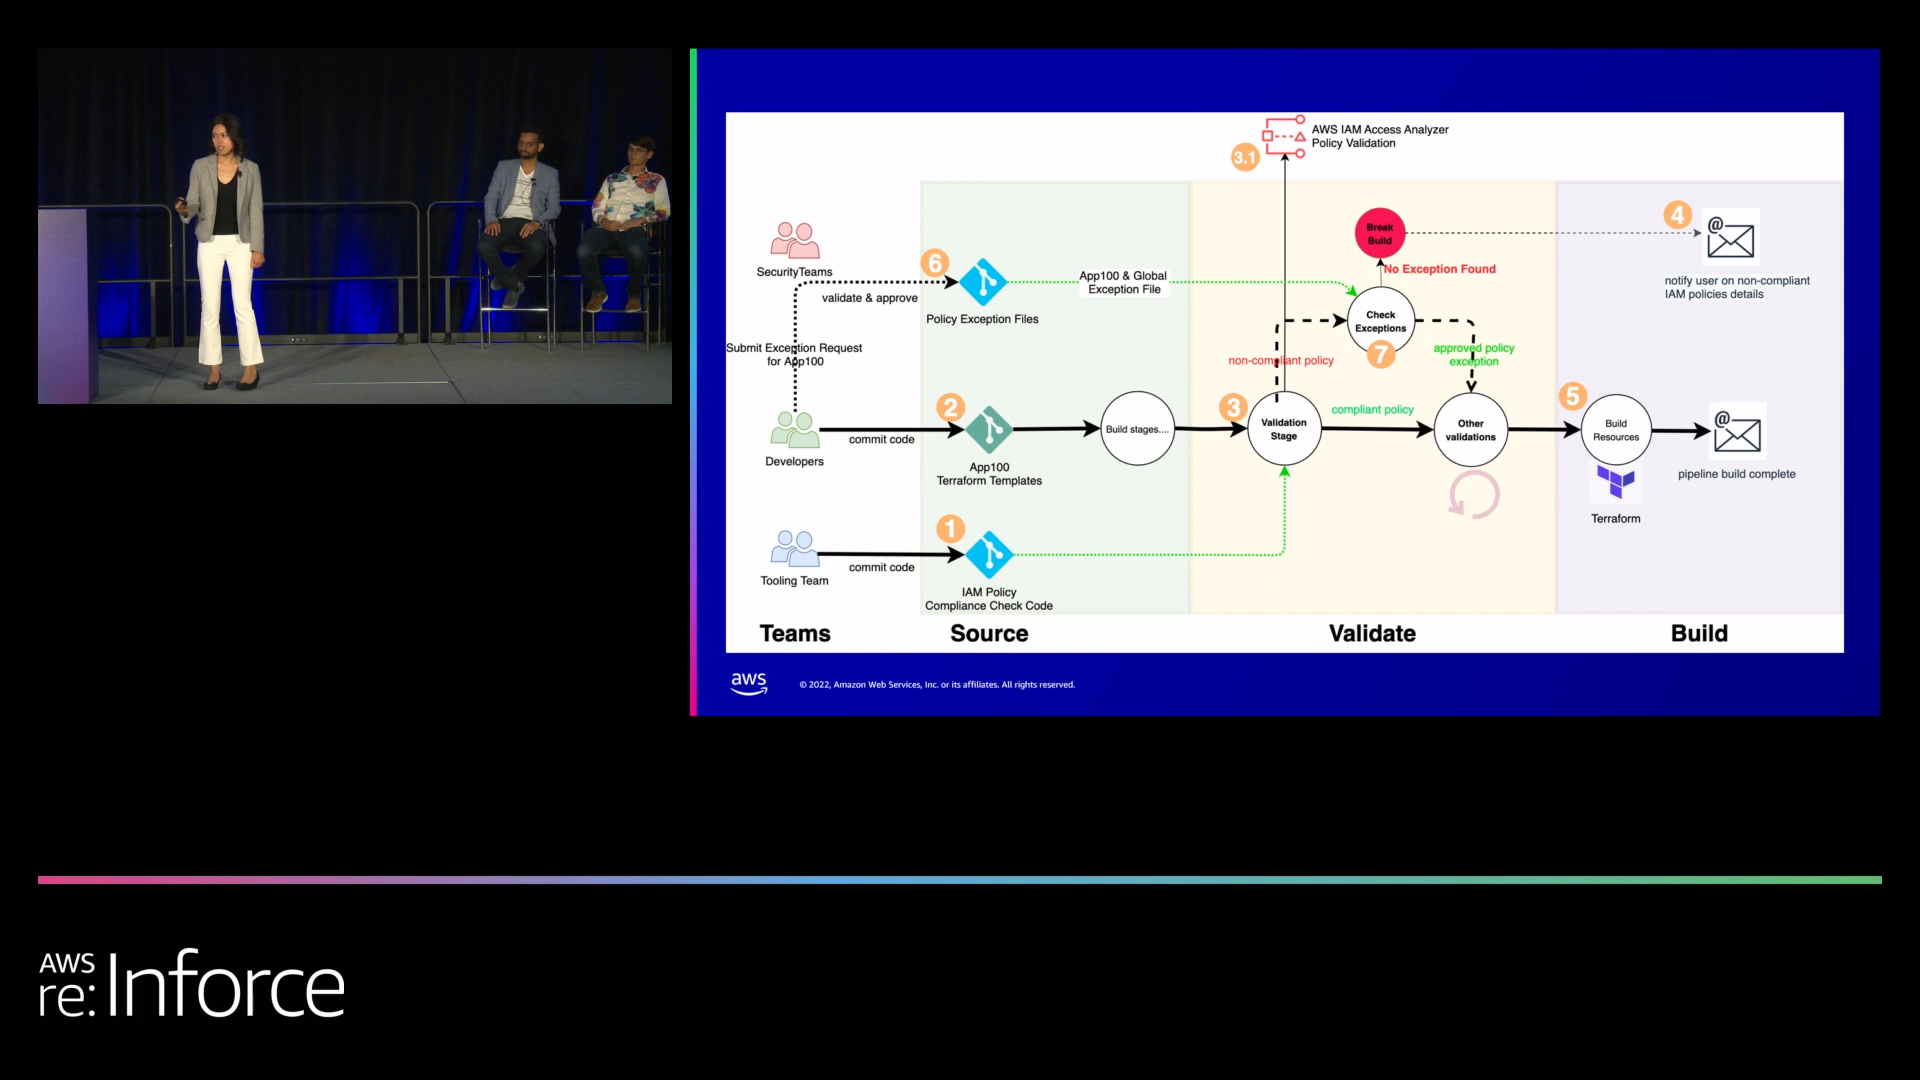 AWS IAM Access Analyzer
Policy Validation
3.1
SecurityTeams
validate & approve
6
Policy Exception Files
App100 & Global
Exception File
Break
Build
No Exception Found
4
@
notify user on non-compliant
IAM policies details
Submit Exception Request
for App100
non-compliant policy
Check
Exceptions
7
approved policy
exception
Developers
commit code
2
App100
Terraform Templates
Build stages....
3
Validation
Stage
compliant policy
Other
validations
5
Build
Resources
Terraform
@
pipeline build complete
Tooling Team
commit code
1
IAM Policy
Compliance Check Code
Teams
Source
Validate
Build
aws
© 2022, Amazon Web Services, Inc. or its affiliates. All rights reserved.
AWS
re:Inforce